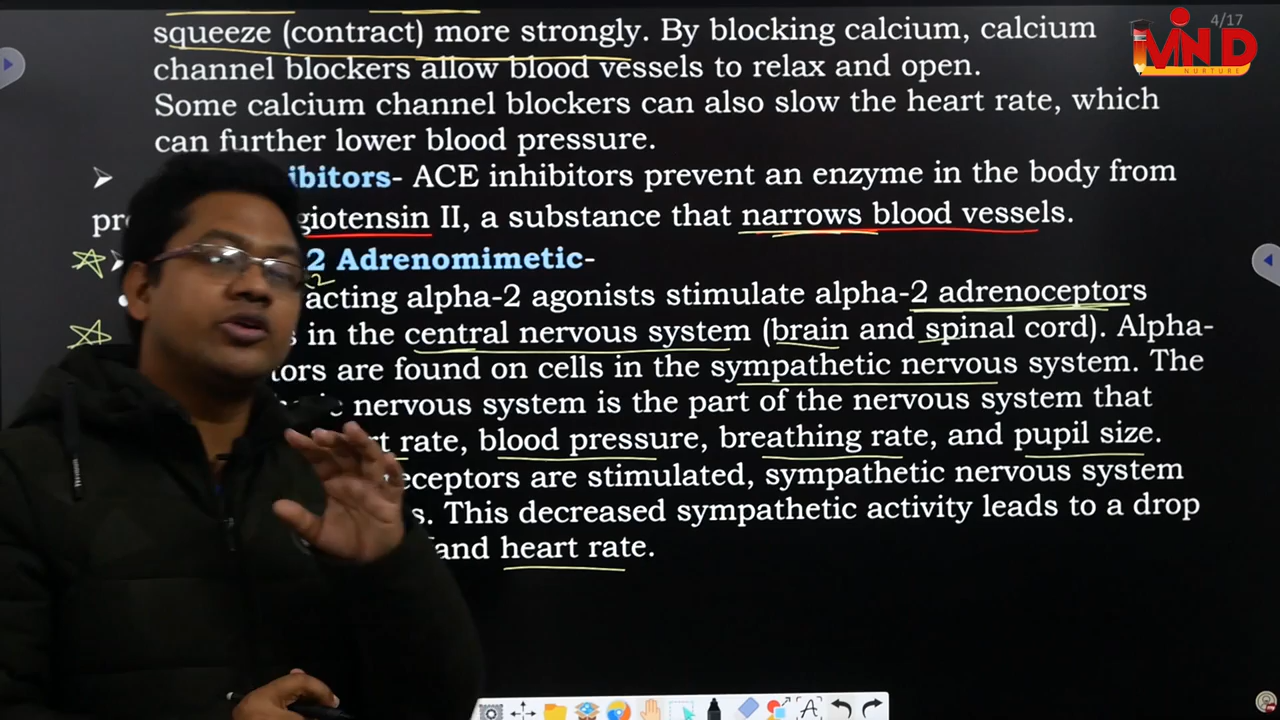 squeeze (contract) more strongly. By blocking calcium, calcium
channel blockers allow blood vessels to relax and open.
Some calcium channel blockers can also slow the heart rate, which
can further lower blood pressure.
ibitors- ACE inhibitors prevent an enzyme in the body from
giotensin II, a substance that narrows blood vessels.
2 Adrenomimetic-
acting alpha-2 agonists stimulate alpha-2 adrenoceptors
in the central nervous system (brain and spinal cord). Alpha-
tors are found on cells in the sympathetic nervous system. The
nervous system is the part of the nervous system that
rate, blood pressure, breathing rate, and pupil size.
eceptors are stimulated, sympathetic nervous system
s. This decreased sympathetic activity leads to a drop
and heart rate.
4/17
MIND
NURTURE